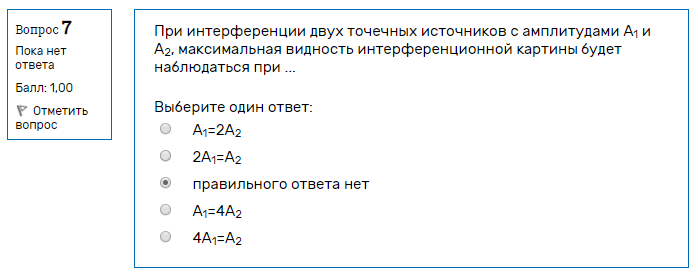 Вопрос 7
Пока нет
ответа
Балл: 1,00
Отметить
вопрос
При интерференции двух точечных источников с амплитудами A₁ и
A₂, максимальная видность интерференционной картины будет
наблюдаться при ...
Выберите один ответ:
A₁=2A₂
2A₁=A₂
правильного ответа нет
A₁=4A₂
4A₁=A₂